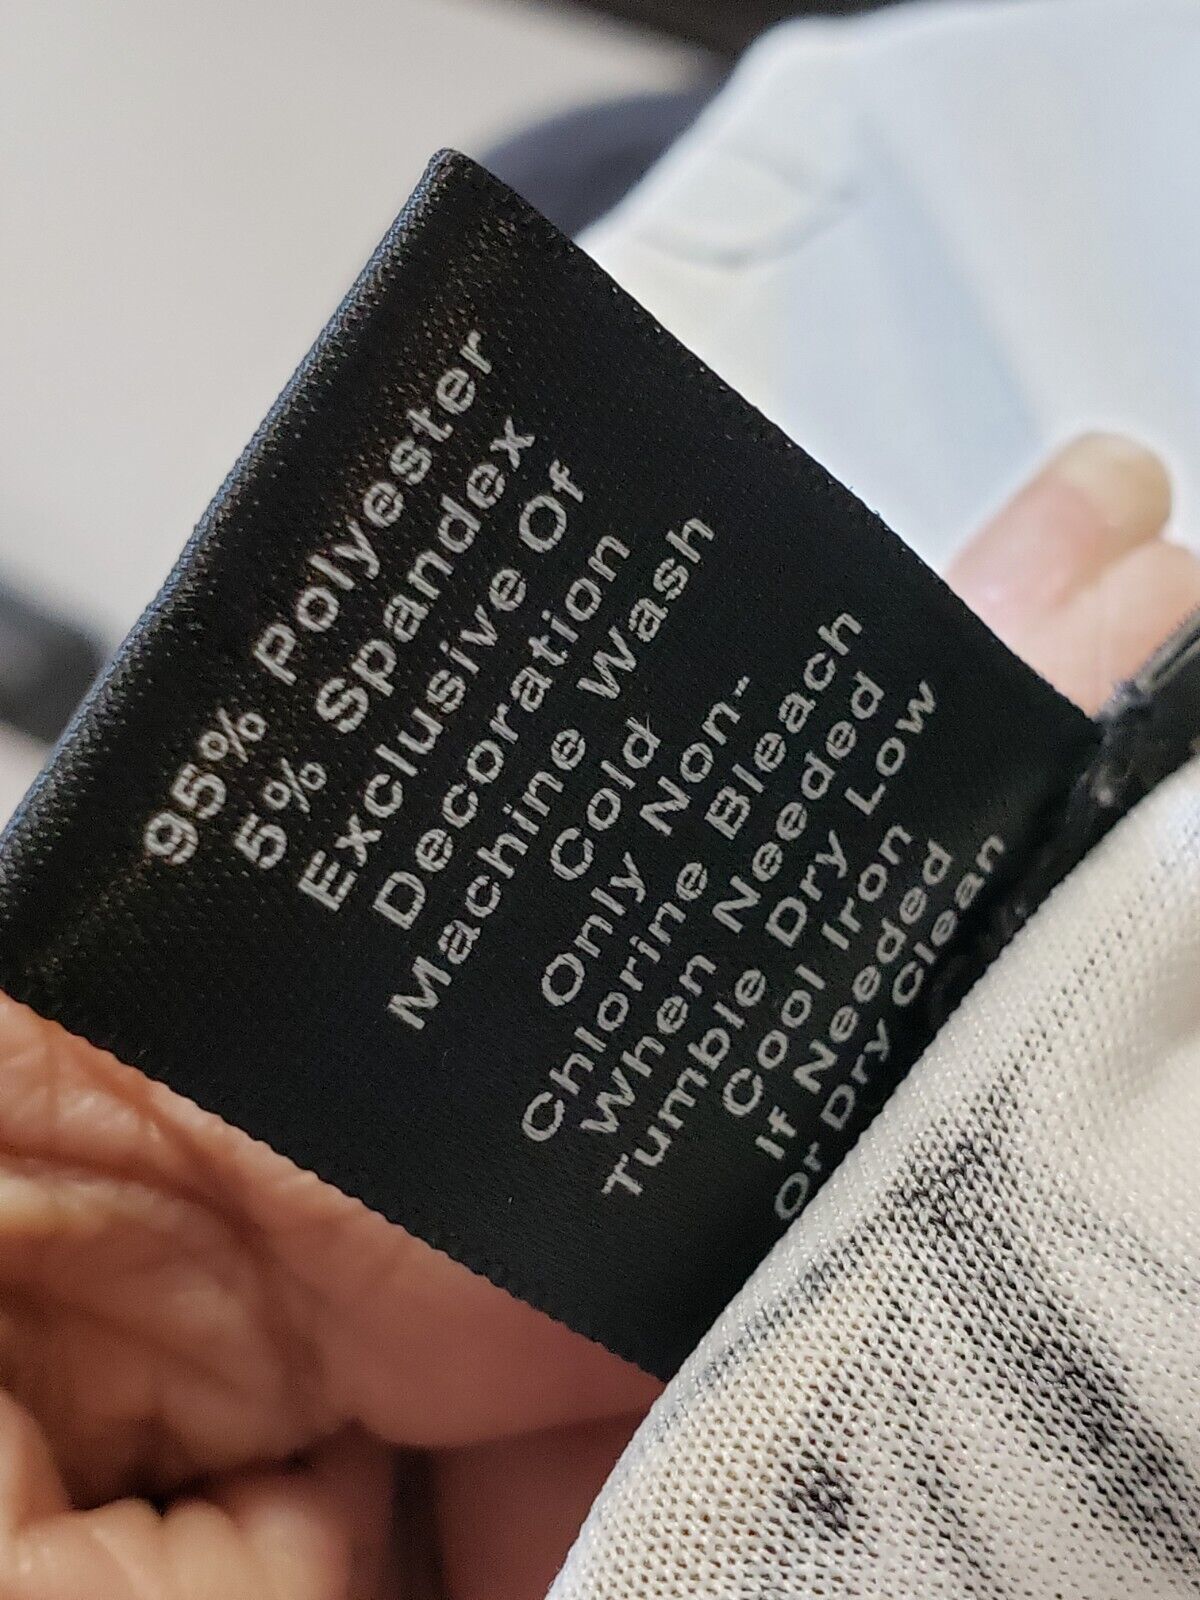 95% Polyester
5% Spandex
Exclusive Of
Decoration
Machine Wash
Cold
Only Non-
Chlorine Bleach
When Needed
Tunble Dry Low
Cool Iron
If Needed
Or Dry Clean